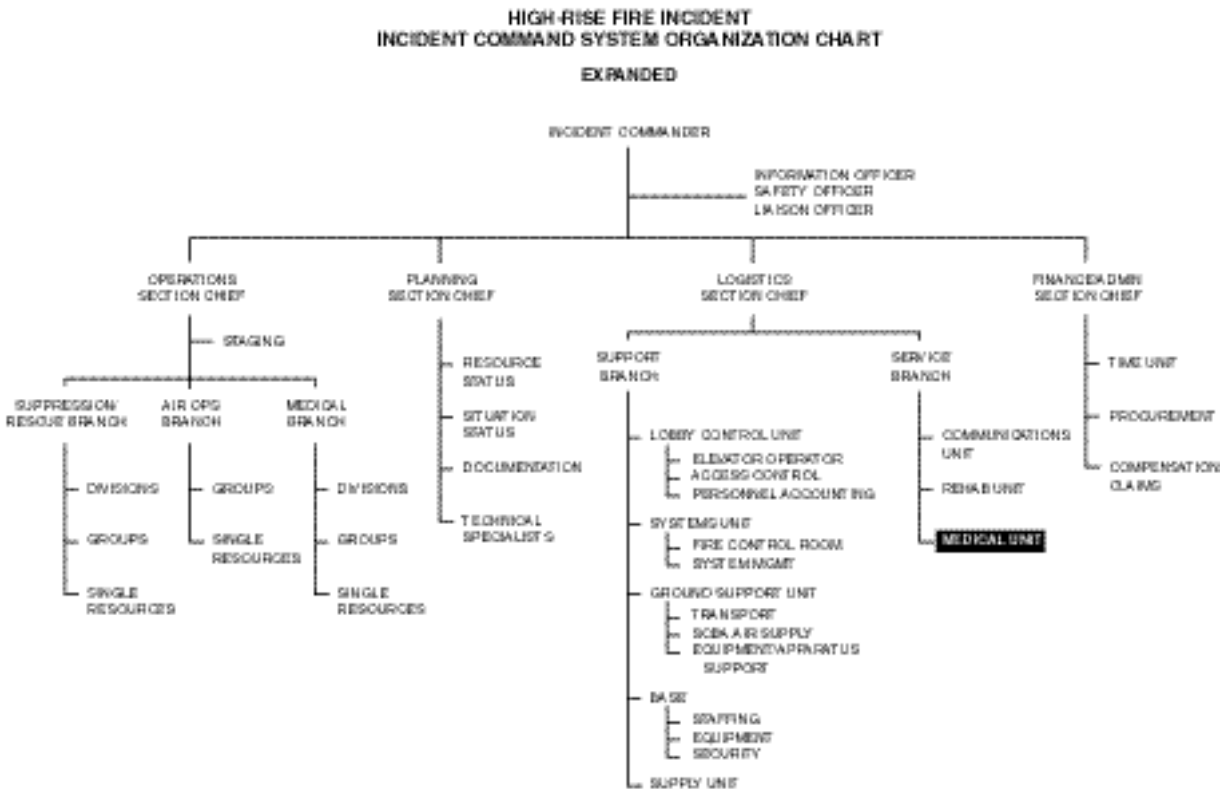 HIGH-RISE FIRE INCIDENT
INCIDENT COMMAND SYSTEM ORGANIZATION CHART
EXPANDED
INCIDENT COMMANDER
INFORMATION OFFICER
SAFETY OFFICER
LIAISON OFFICER
OPERATIONS
SECTION CHIEF
PLANNING
SECTION CHIEF
LOGISTICS
SECTION CHIEF
FINANCE/ADMIN
SECTION CHIEF
STAGING
SUPPRESSION/
RESCUE BRANCH
AIR OPS
BRANCH
MEDICAL
BRANCH
DIVISIONS
GROUPS
SINGLE
RESOURCES
GROUPS
SINGLE
RESOURCES
DIVISIONS
GROUPS
SINGLE
RESOURCES
RESOURCE
STATUS
SITUATION
STATUS
DOCUMENTATION
TECHNICAL
SPECIALISTS
SUPPORT
BRANCH
LOBBY CONTROL UNIT
ELEVATOR OPERATOR
ACCESS CONTROL
PERSONNEL ACCOUNTING
SYSTEMS UNIT
FIRE CONTROL ROOM
SYSTEM MGMT
GROUND SUPPORT UNIT
TRANSPORT
SCBA AIR SUPPLY
EQUIPMENT/APPARATUS
SUPPORT
BASE
STAFFING
EQUIPMENT
SECURITY
SUPPLY UNIT
SERVICE
BRANCH
COMMUNICATIONS
UNIT
REHAB UNIT
MEDICAL UNIT
TIME UNIT
PROCUREMENT
COMPENSATION
CLAIMS